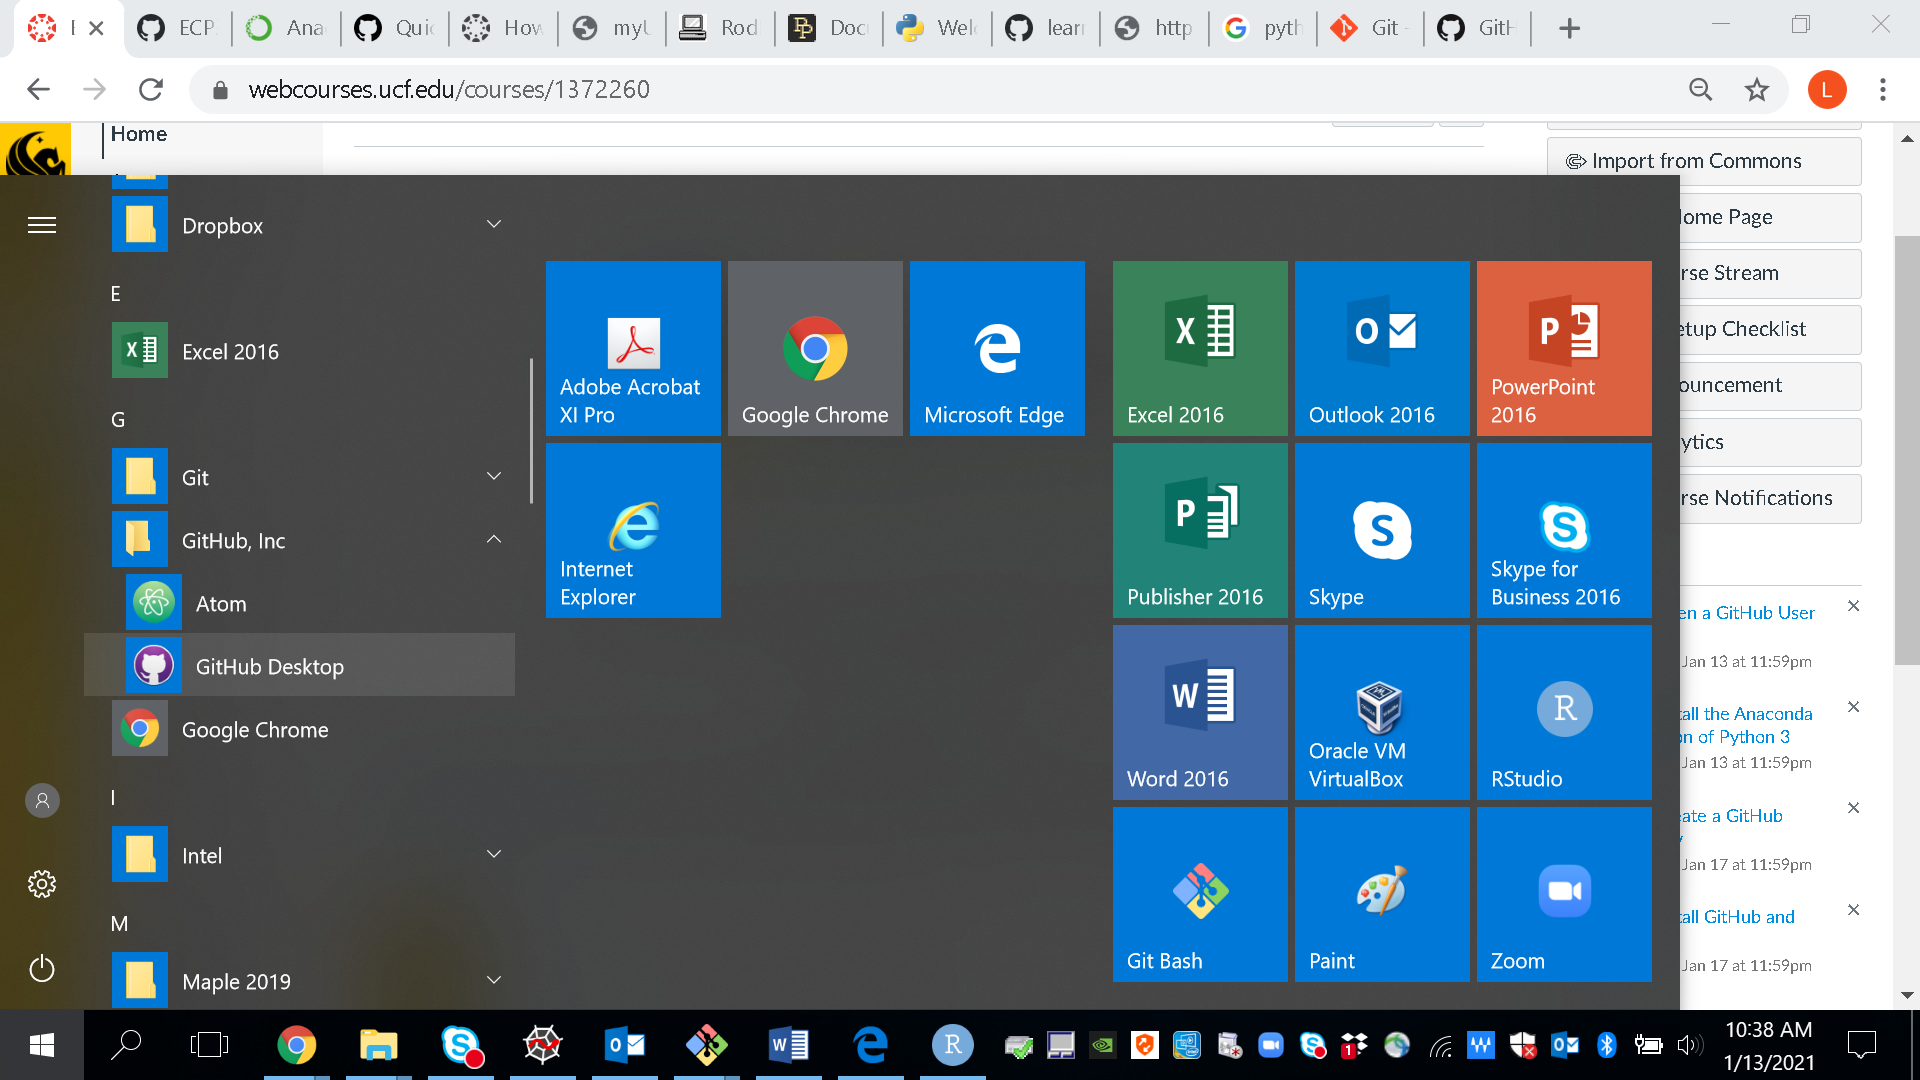 ECP
Ana
Quic
How
myU
Rod
Doc
Welc
learn
http
pyth
Git -
GitH
webcourses.ucf.edu/courses/1372260
L
Home
Import from Commons
Home Page
rse Stream
etup Checklist
ouncement
ytics
rse Notifications
Dropbox
E
Excel 2016
G
Git
GitHub, Inc
Atom
GitHub Desktop
Google Chrome
I
Intel
M
Maple 2019
Adobe Acrobat
XI Pro
Google Chrome
Microsoft Edge
Internet
Explorer
Excel 2016
Outlook 2016
PowerPoint
2016
Publisher 2016
Skype
Skype for
Business 2016
Word 2016
Oracle VM
VirtualBox
RStudio
Git Bash
Paint
Zoom
en a GitHub User
Jan 13 at 11:59pm
tall the Anaconda
on of Python 3
Jan 13 at 11:59pm
eate a GitHub
Jan 17 at 11:59pm
tall GitHub and
Jan 17 at 11:59pm
10:38 AM
1/13/2021